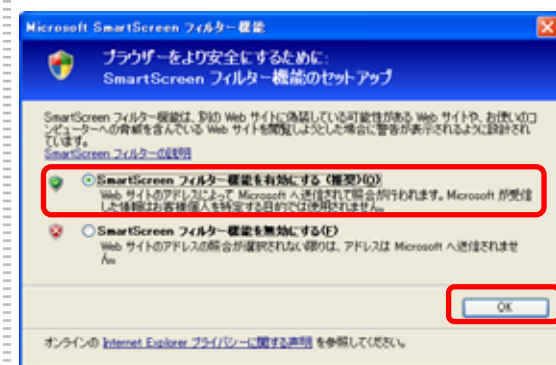 Microsoft SmartScreen フィルター機能
ブラウザーをより安全にするために:
SmartScreen フィルター機能のセットアップ
SmartScreen フィルター機能は、別の Web サイトに偽装している可能性がある Web サイトや、お使いのコ
ンピューターへの脅威を含んでいる Web サイトを閲覧しようとした場合に警告が表示されるように設計され
ています。
SmartScreen フィルターの説明
SmartScreen フィルター機能を有効にする (推奨)(O)
Web サイトのアドレスによって Microsoft へ送信されて照会が行われます。Microsoft が受信
した情報はお客様個人を特定する目的では使用されません。
SmartScreen フィルター機能を無効にする(F)
Web サイトのアドレスの照会が選択されない限りは、アドレスは Microsoft へ送信されませ
ん。
OK
オンラインの Internet Explorer プライバシーに関する声明 を参照してください。